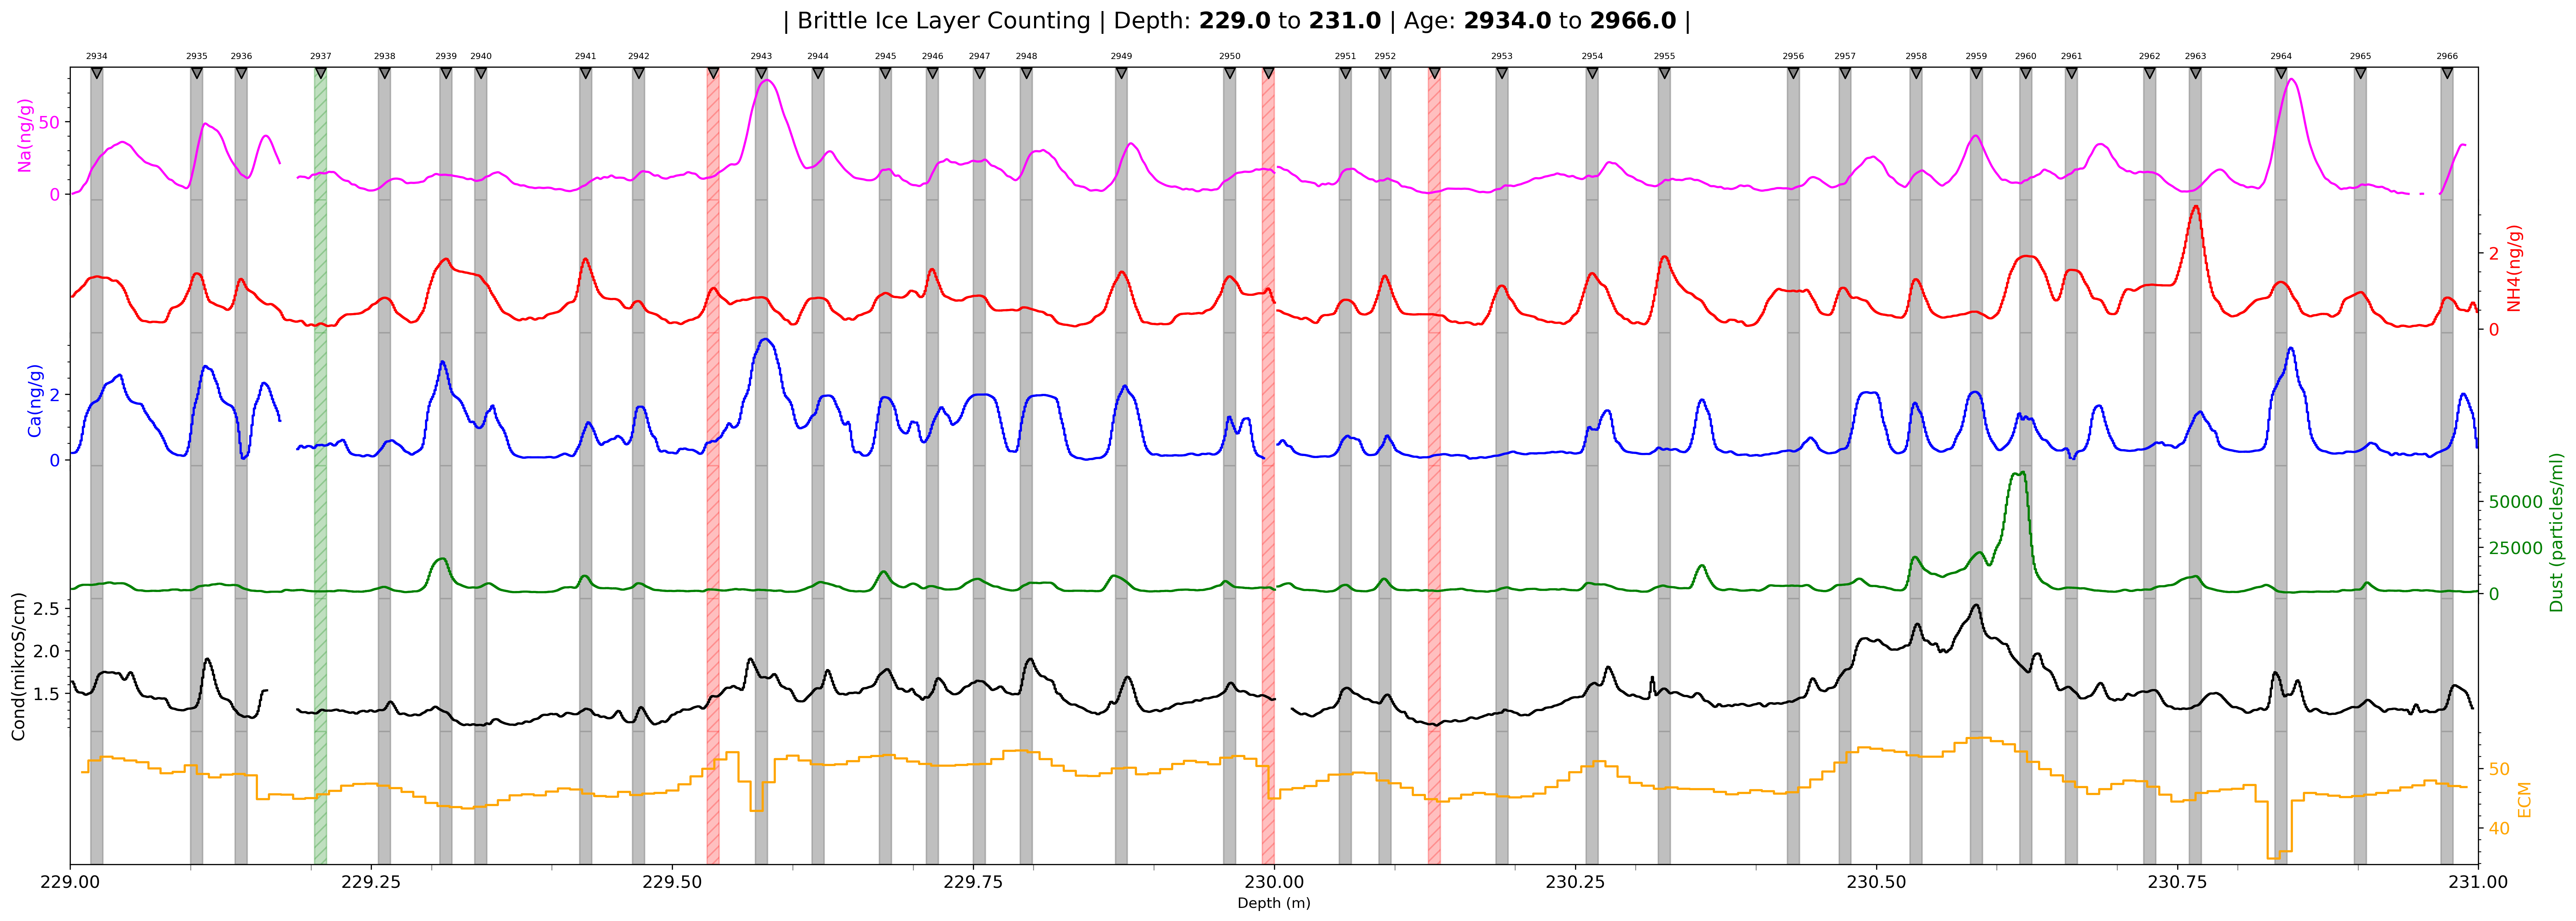 | Brittle Ice Layer Counting | Depth: 229.0 to 231.0 | Age: 2934.0 to 2966.0 |
2934 2935 2936 2937 2938 2939 2940 2941 2942 2943 2944 2945 2946 2947 2948 2949 2950 2951 2952 2953 2954 2955 2956 2957 2958 2959 2960 2961 2962 2963 2964 2965 2966
Na(ng/g)
50
0
NH4(ng/g)
2
0
Ca(ng/g)
2
0
Dust (particles/ml)
50000
25000
0
Cond(mikroS/cm)
2.5
2.0
1.5
ECM
50
40
229.00 229.25 229.50 229.75 230.00 230.25 230.50 230.75 231.00
Depth (m)